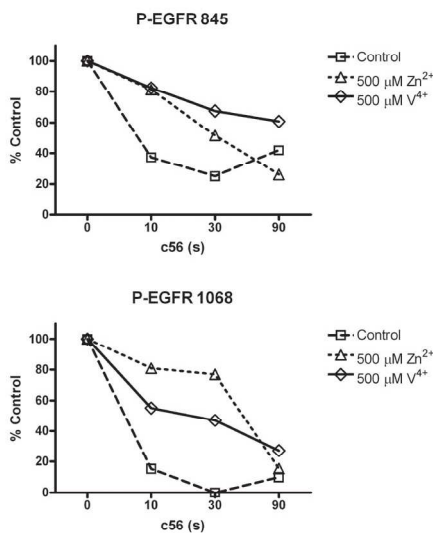 P-EGFR 845
100
80
60
40
20
0
% Control
0 10 30 90
c56 (s)
Control
500 µM Zn²⁺
500 µM V⁴⁺
P-EGFR 1068
100
80
60
40
20
0
% Control
0 10 30 90
c56 (s)
Control
500 µM Zn²⁺
500 µM V⁴⁺